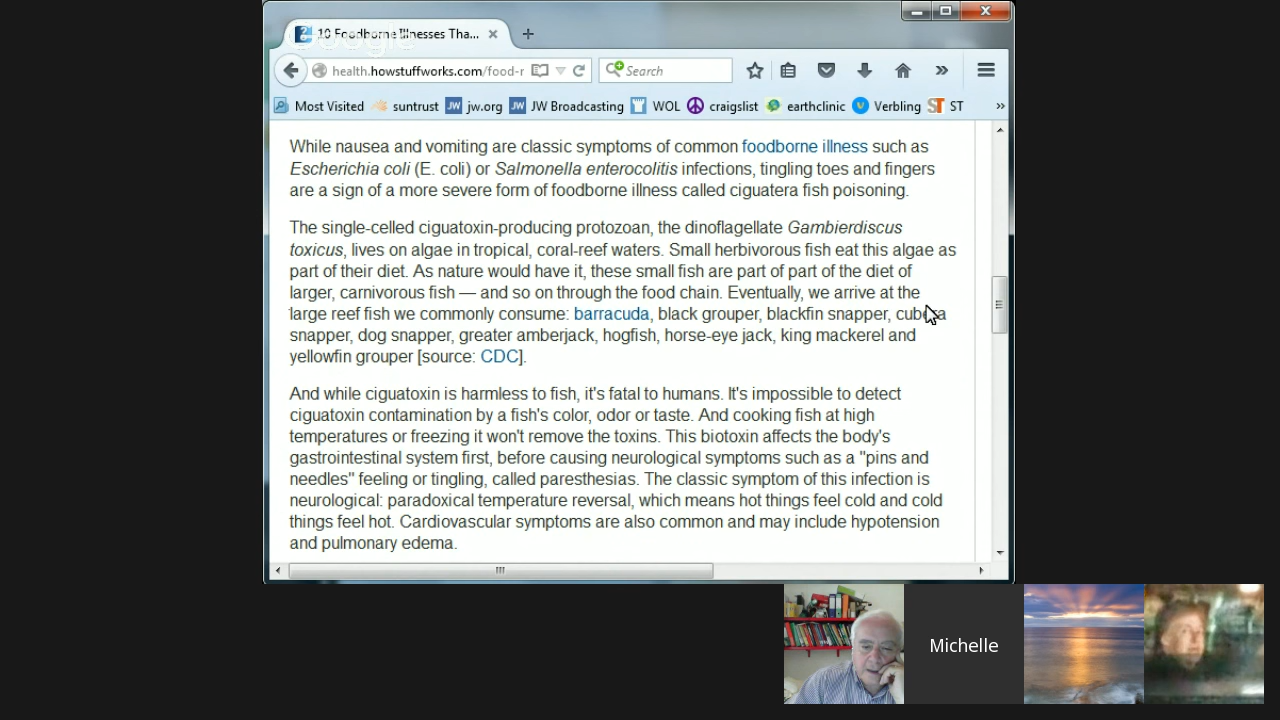 10 Foodborne Illnesses Tha...
health.howstuffworks.com/food-r
Search
Most Visited suntrust JW jw.org JW JW Broadcasting WOL craigslist earthclinic V Verbling ST ST
While nausea and vomiting are classic symptoms of common foodborne illness such as
Escherichia coli (E. coli) or Salmonella enterocolitis infections, tingling toes and fingers
are a sign of a more severe form of foodborne illness called ciguatera fish poisoning.
The single-celled ciguatoxin-producing protozoan, the dinoflagellate Gambierdiscus
toxicus, lives on algae in tropical, coral-reef waters. Small herbivorous fish eat this algae as
part of their diet. As nature would have it, these small fish are part of part of the diet of
larger, carnivorous fish — and so on through the food chain. Eventually, we arrive at the
large reef fish we commonly consume: barracuda, black grouper, blackfin snapper, cubera
snapper, dog snapper, greater amberjack, hogfish, horse-eye jack, king mackerel and
yellowfin grouper [source: CDC].
And while ciguatoxin is harmless to fish, it's fatal to humans. It's impossible to detect
ciguatoxin contamination by a fish's color, odor or taste. And cooking fish at high
temperatures or freezing it won't remove the toxins. This biotoxin affects the body's
gastrointestinal system first, before causing neurological symptoms such as a "pins and
needles" feeling or tingling, called paresthesias. The classic symptom of this infection is
neurological: paradoxical temperature reversal, which means hot things feel cold and cold
things feel hot. Cardiovascular symptoms are also common and may include hypotension
and pulmonary edema.
Michelle